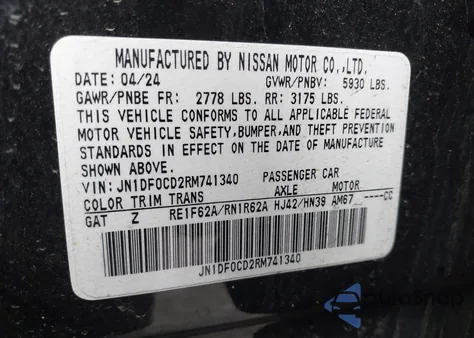 MANUFACTURED BY NISSAN MOTOR CO.,LTD.
DATE: 04/24 GVWR/PNBV: 5930 LBS.
GAWR/PNBE FR: 2778 LBS. RR: 3175 LBS.
THIS VEHICLE CONFORMS TO ALL APPLICABLE FEDERAL
MOTOR VEHICLE SAFETY,BUMPER,AND THEFT PREVENTION
STANDARDS IN EFFECT ON THE DATE OF MANUFACTURE
SHOWN ABOVE.
VIN: JN1DF0CD2RM741340 PASSENGER CAR
COLOR TRIM TRANS AXLE MOTOR
GAT Z RE1F62A/RN1R62A HJ42/HN39 AM67 ____CC
JN1DF0CD2RM741340
AutoSnap